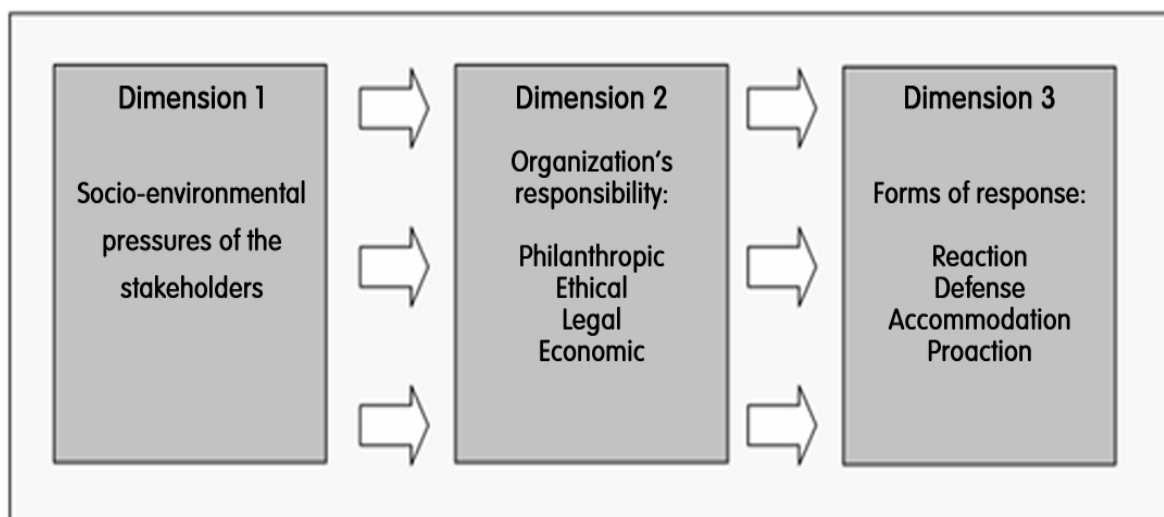 Dimension 1
Socio-environmental
pressures of the
stakeholders
Dimension 2
Organization's
responsibility:
Philanthropic
Ethical
Legal
Economic
Dimension 3
Forms of response:
Reaction
Defense
Accommodation
Proaction